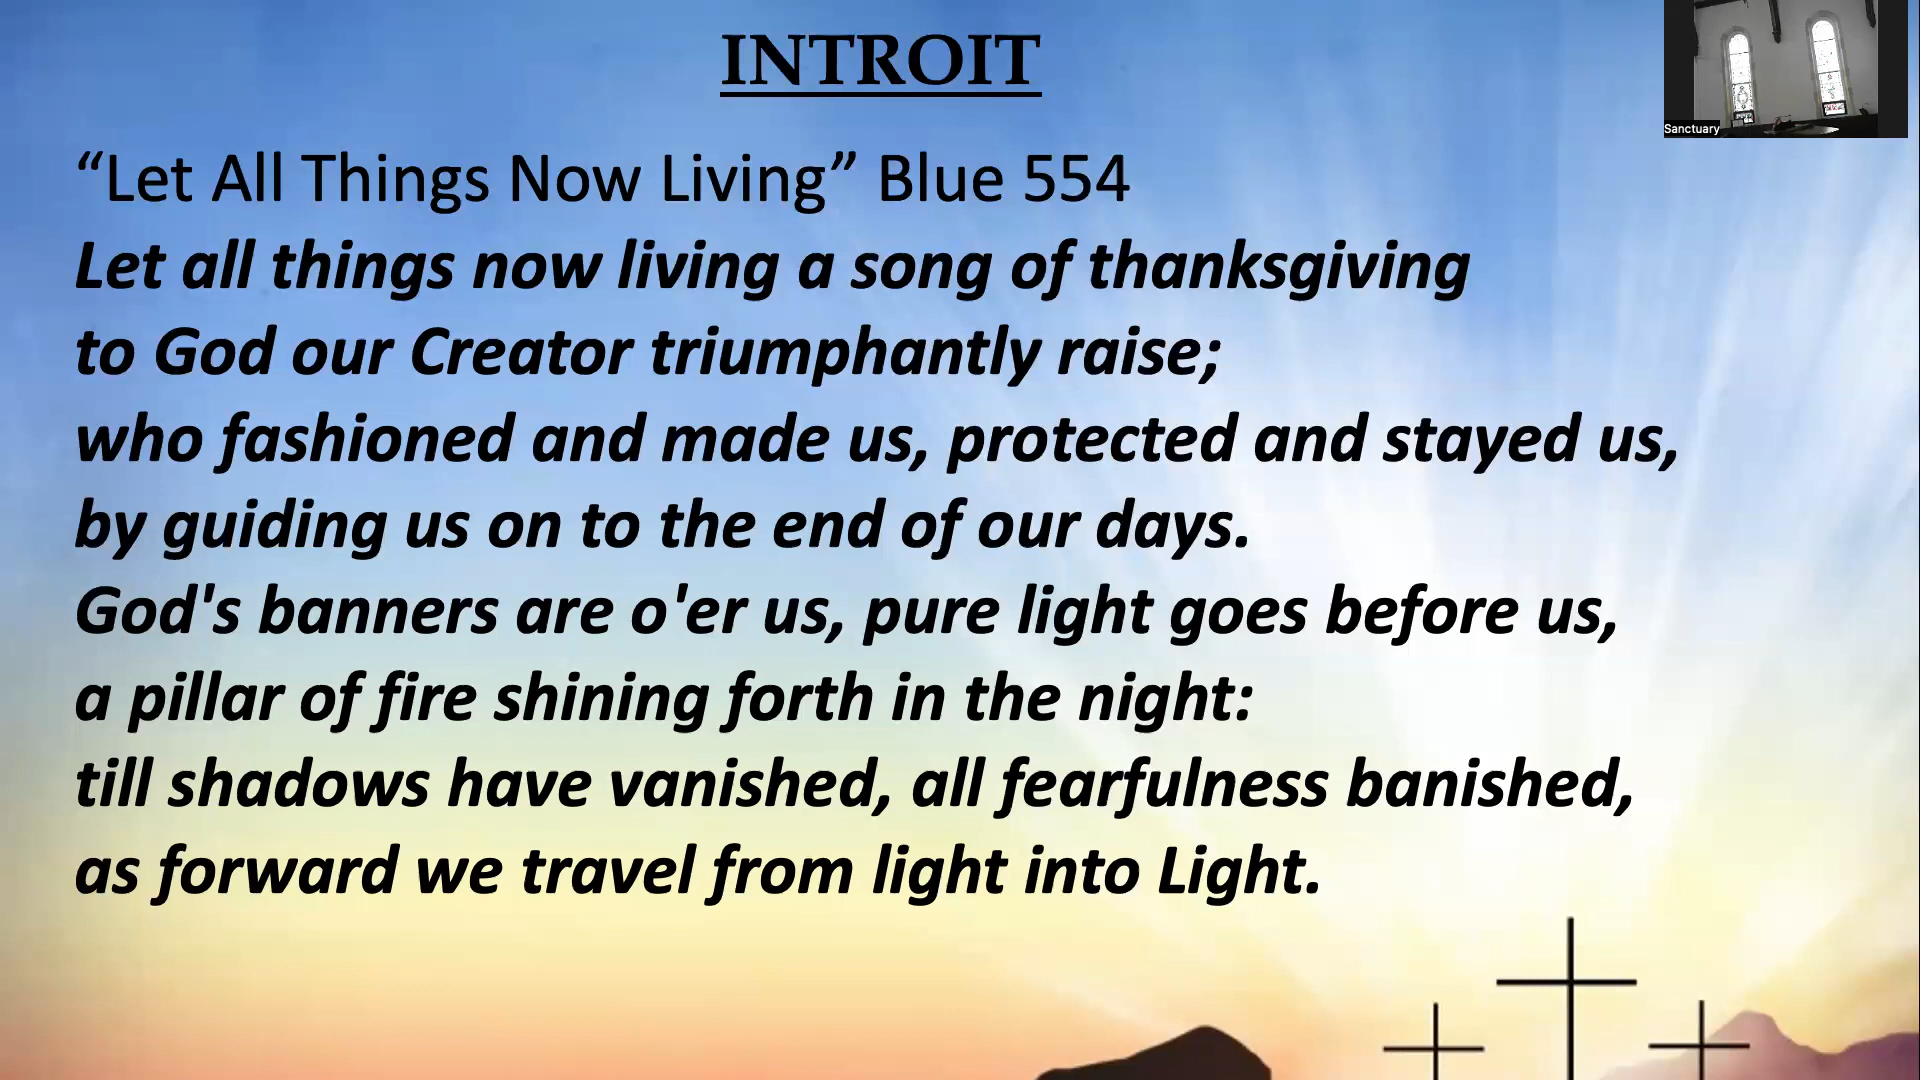 INTROIT
Sanctuary
“Let All Things Now Living” Blue 554
Let all things now living a song of thanksgiving
to God our Creator triumphantly raise;
who fashioned and made us, protected and stayed us,
by guiding us on to the end of our days.
God's banners are o'er us, pure light goes before us,
a pillar of fire shining forth in the night:
till shadows have vanished, all fearfulness banished,
as forward we travel from light into Light.